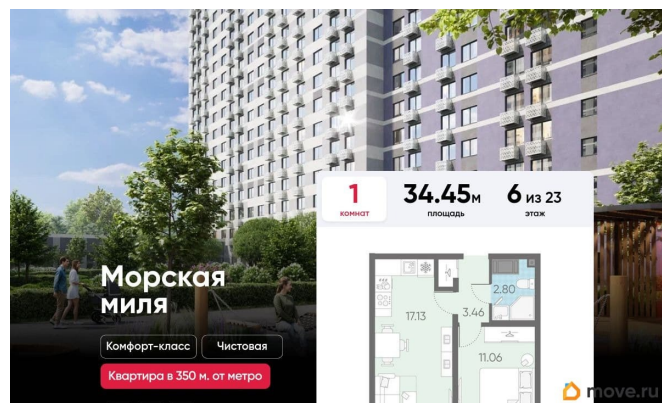 1
комнат
34.45м
площадь
6 из 23
этаж
Морская
миля
Комфорт-класс
Чистовая
Квартира в 350 м. от метро
17.13
3.46
2.80
11.06
move.ru